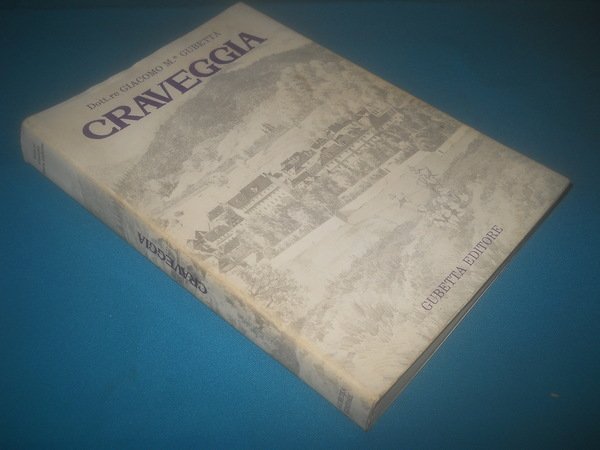 Dott.re GIACOMO M.a GUBETTA
CRAVEGGIA
GUBETTA EDITORE
CRAVEGGIA